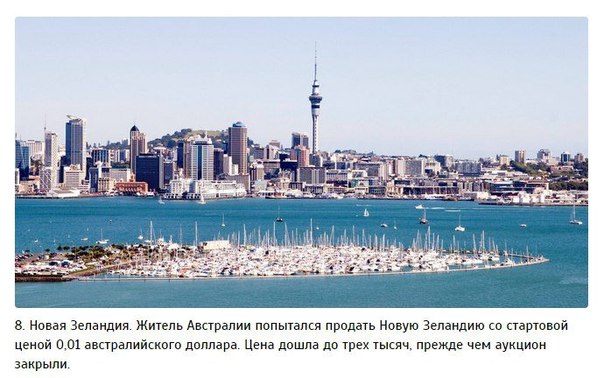 8. Новая Зеландия. Житель Австралии попытался продать Новую Зеландию со стартовой
ценой 0,01 австралийского доллара. Цена дошла до трех тысяч, прежде чем аукцион
закрыли.